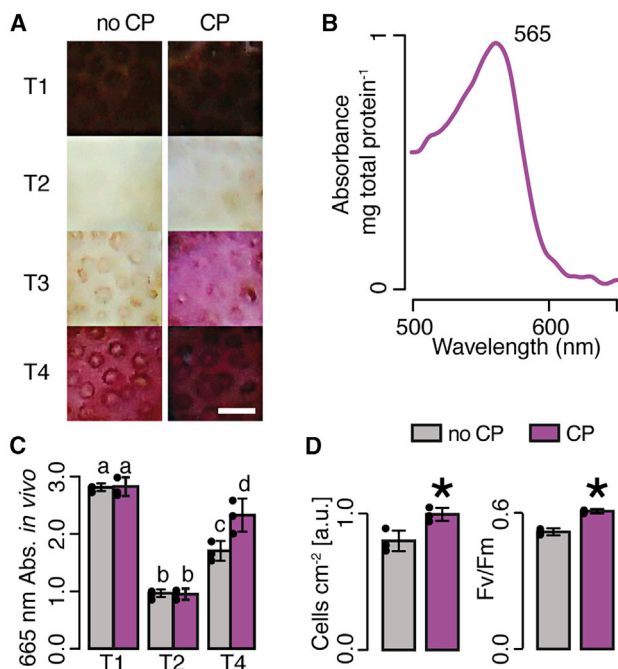 A
no CP
CP
T1
T2
T3
T4
B
565
1
0
Absorbance
mg total protein⁻¹
500
600
Wavelength (nm)
C
665 nm Abs. in vivo
3.0
2.0
1.0
0.0
a
a
b
b
c
d
T1
T2
T4
D
no CP
CP
Cells cm⁻² [a.u.]
1.0
0.0
*
Fv/Fm
0.6
0.0
*